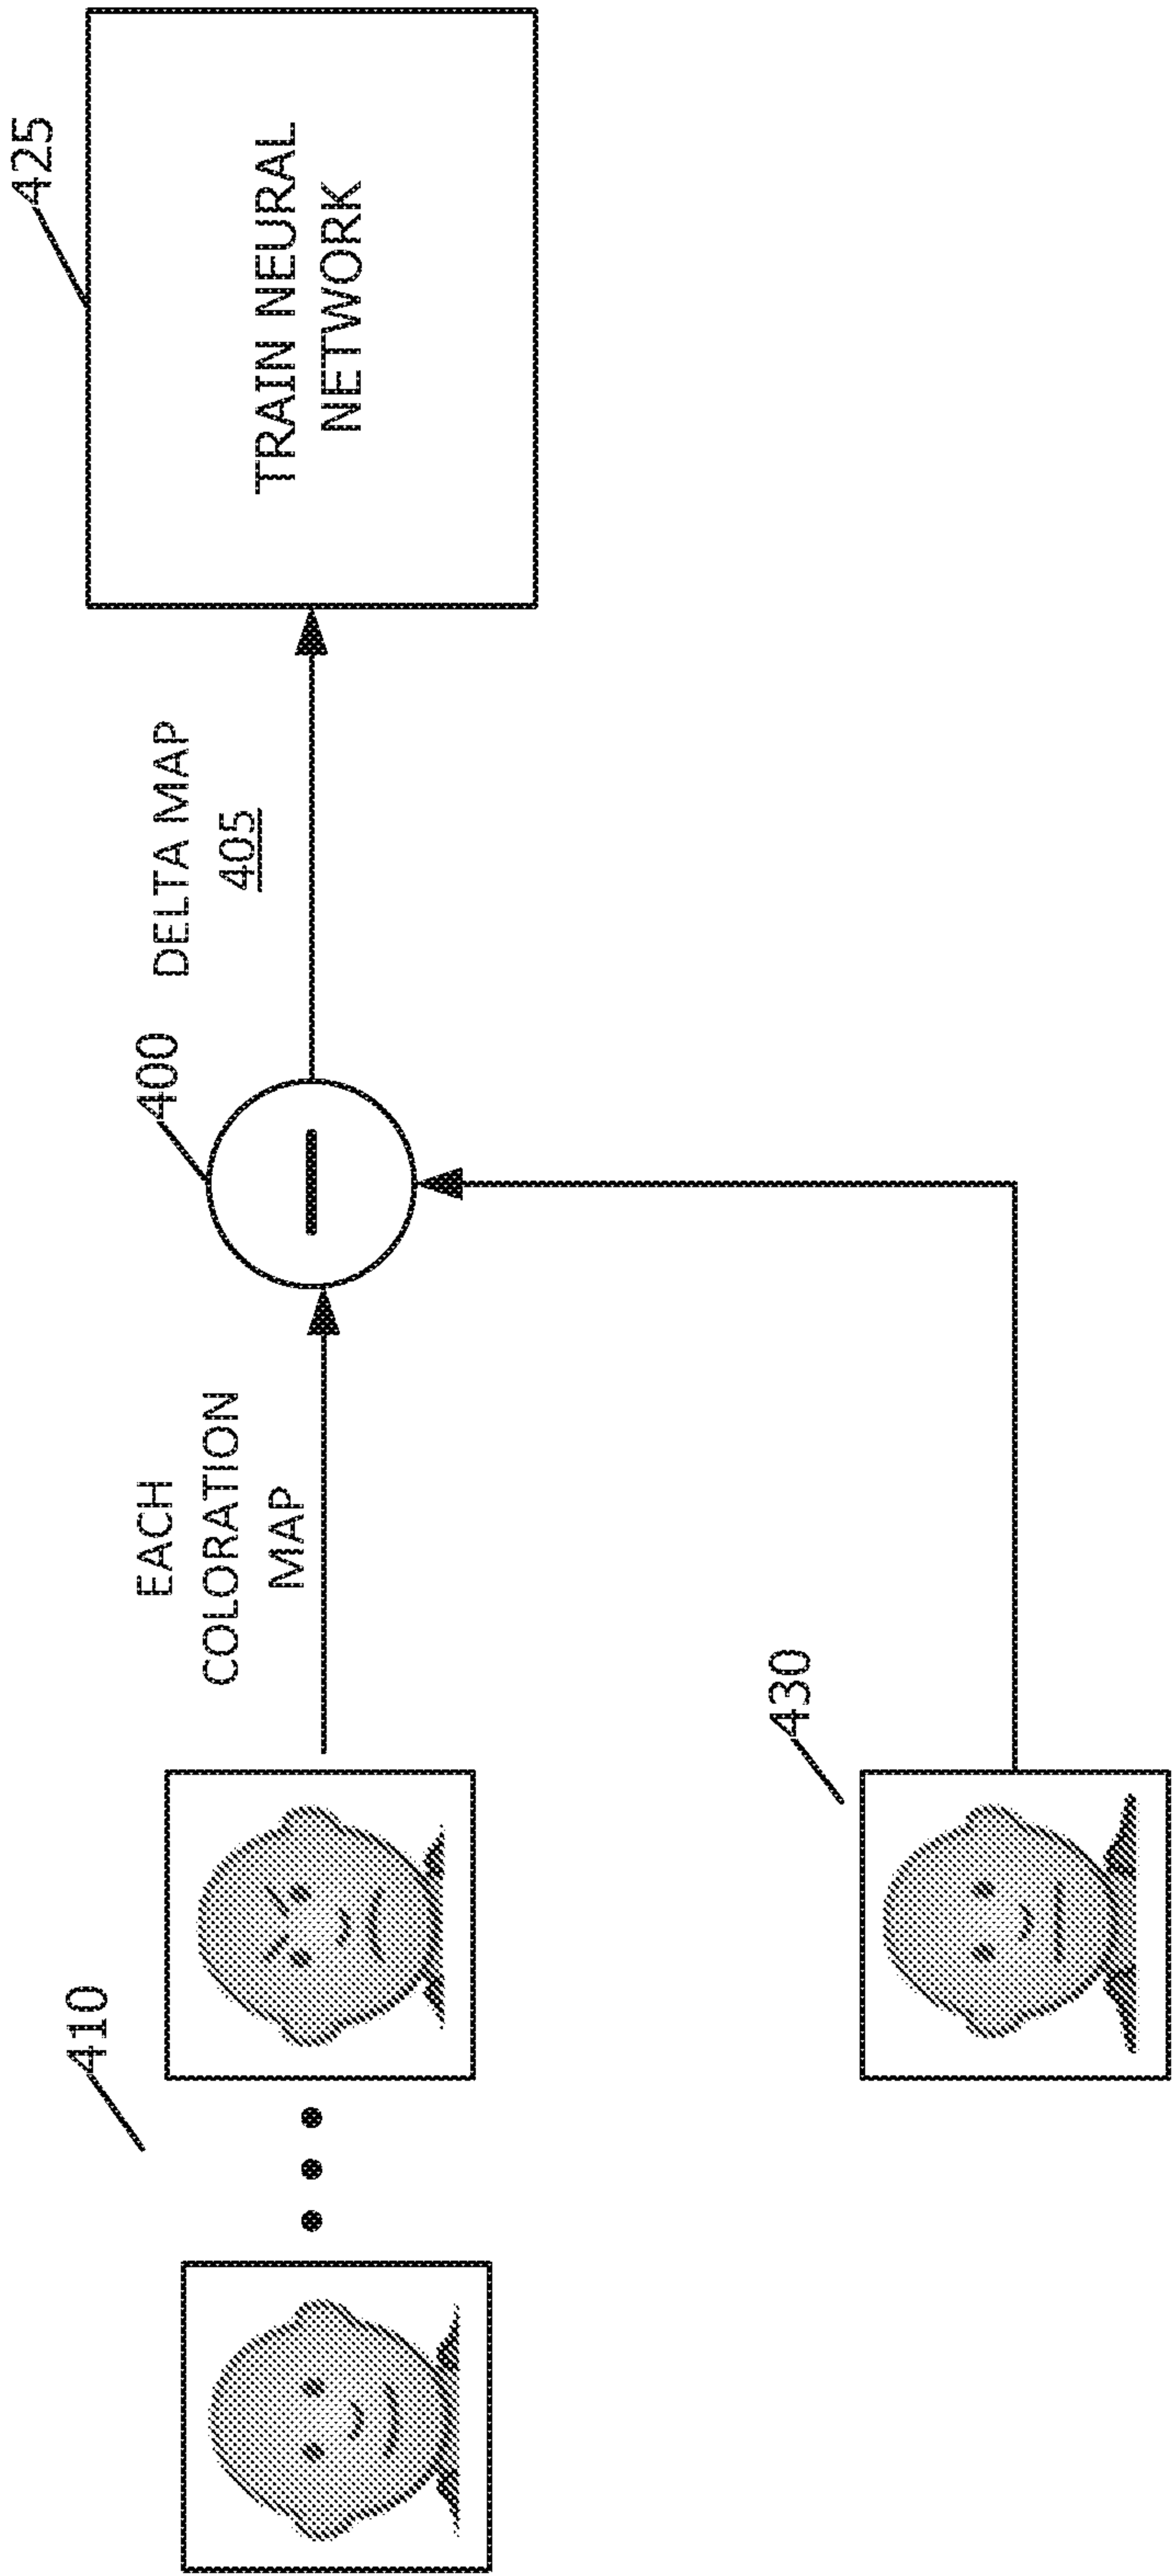 410
EACH
COLORATION
MAP
400
DELTA MAP
405
425
TRAIN NEURAL
NETWORK
430